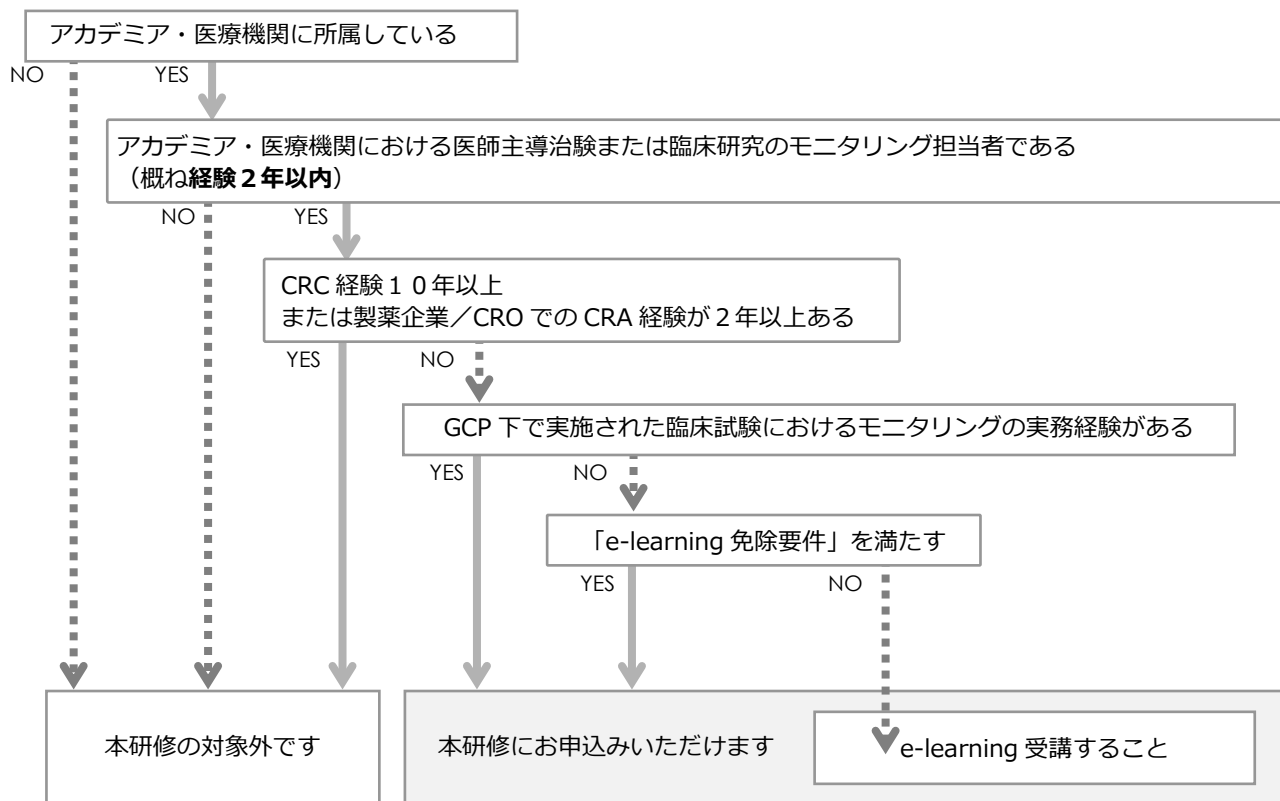 アカデミア・医療機関に所属している
NO
YES
アカデミア・医療機関における医師主導治験または臨床研究のモニタリング担当者である
（概ね経験２年以内）
NO
YES
CRC 経験１０年以上
または製薬企業／CRO での CRA 経験が２年以上ある
YES
NO
GCP 下で実施された臨床試験におけるモニタリングの実務経験がある
YES
NO
「e-learning 免除要件」を満たす
YES
NO
本研修の対象外です
本研修にお申込みいただけます
e-learning 受講すること